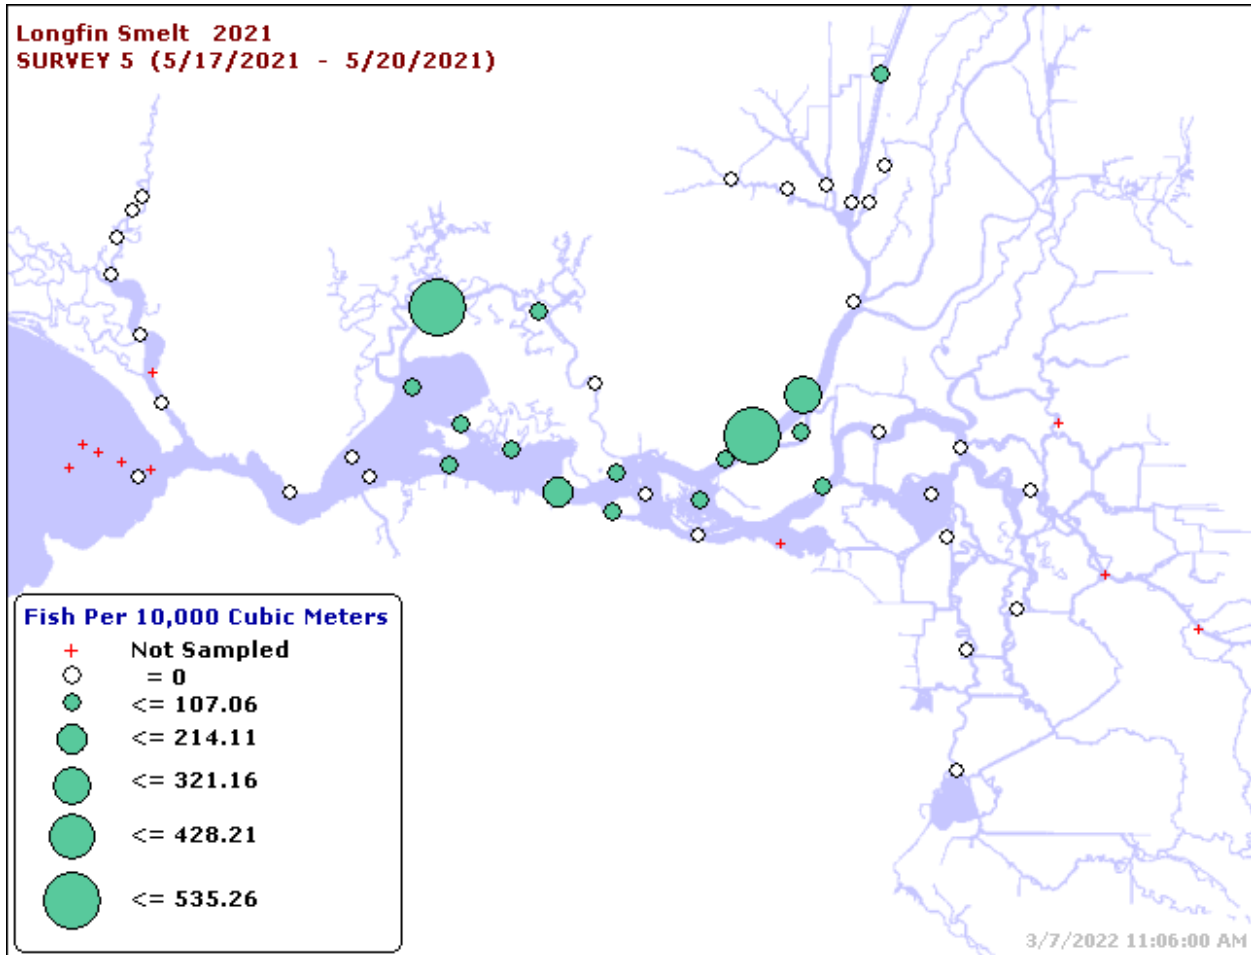 Longfin Smelt 2021
SURVEY 5 (5/17/2021 - 5/20/2021)
Fish Per 10,000 Cubic Meters
Not Sampled
= 0
<= 107.06
<= 214.11
<= 321.16
<= 428.21
<= 535.26
3/7/2022 11:06:00 AM